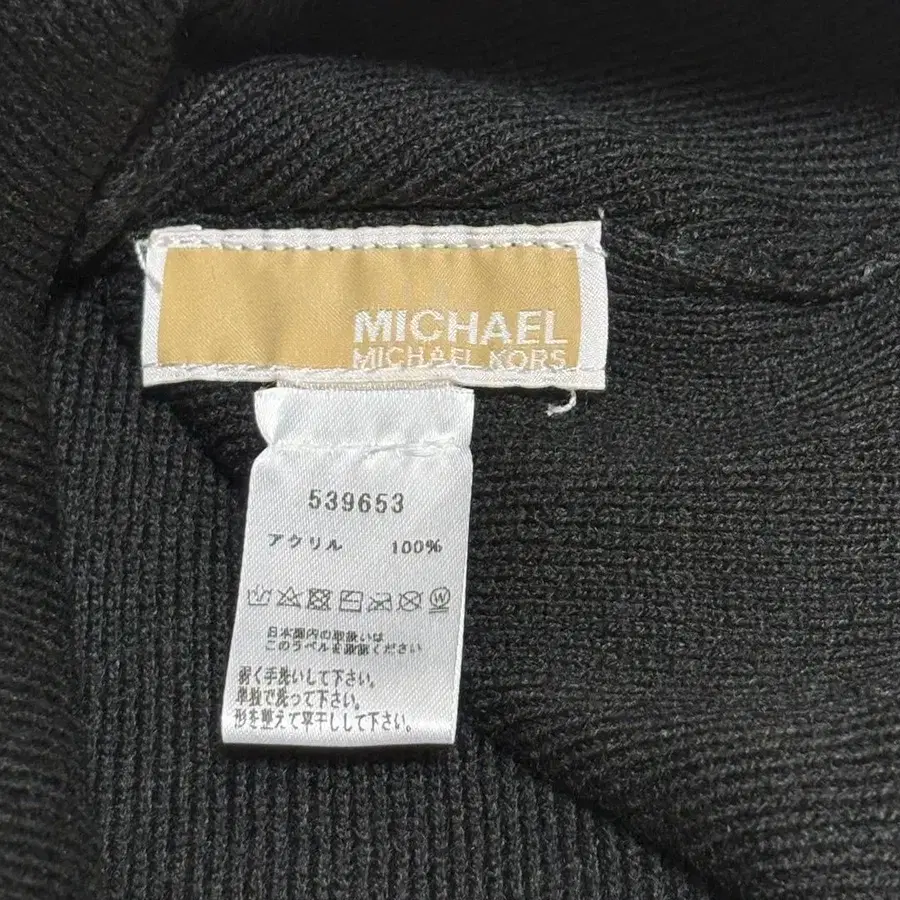 MICHAEL
MICHAEL KORS
539653
アクリル 100%
W
日本国内の取扱いは
このラベルを御覧ください
弱く手洗いして下さい。
単独で洗って下さい。
形を整えて平干しして下さい。